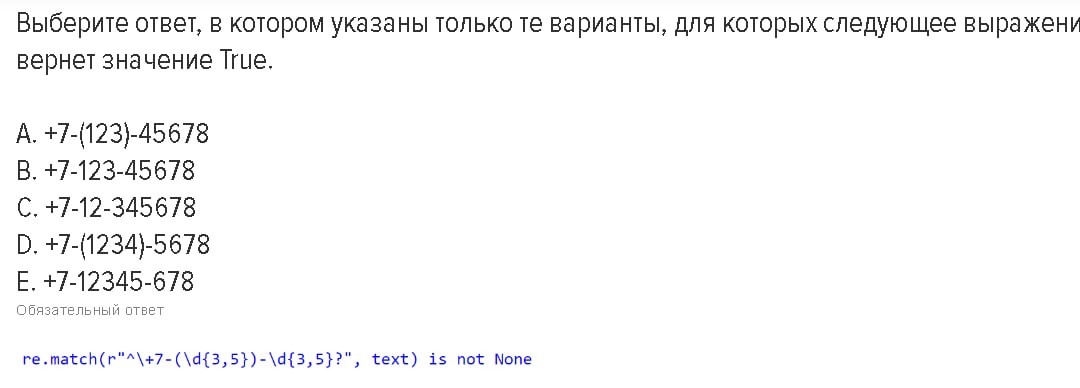 Выберите ответ, в котором указаны только те варианты, для которых следующее выражени
вернет значение True.
A. +7-(123)-45678
B. +7-123-45678
C. +7-12-345678
D. +7-(1234)-5678
E. +7-12345-678
Обязательный ответ
re.match(r"^\+7-(\d{3,5})-\d{3,5}?", text) is not None